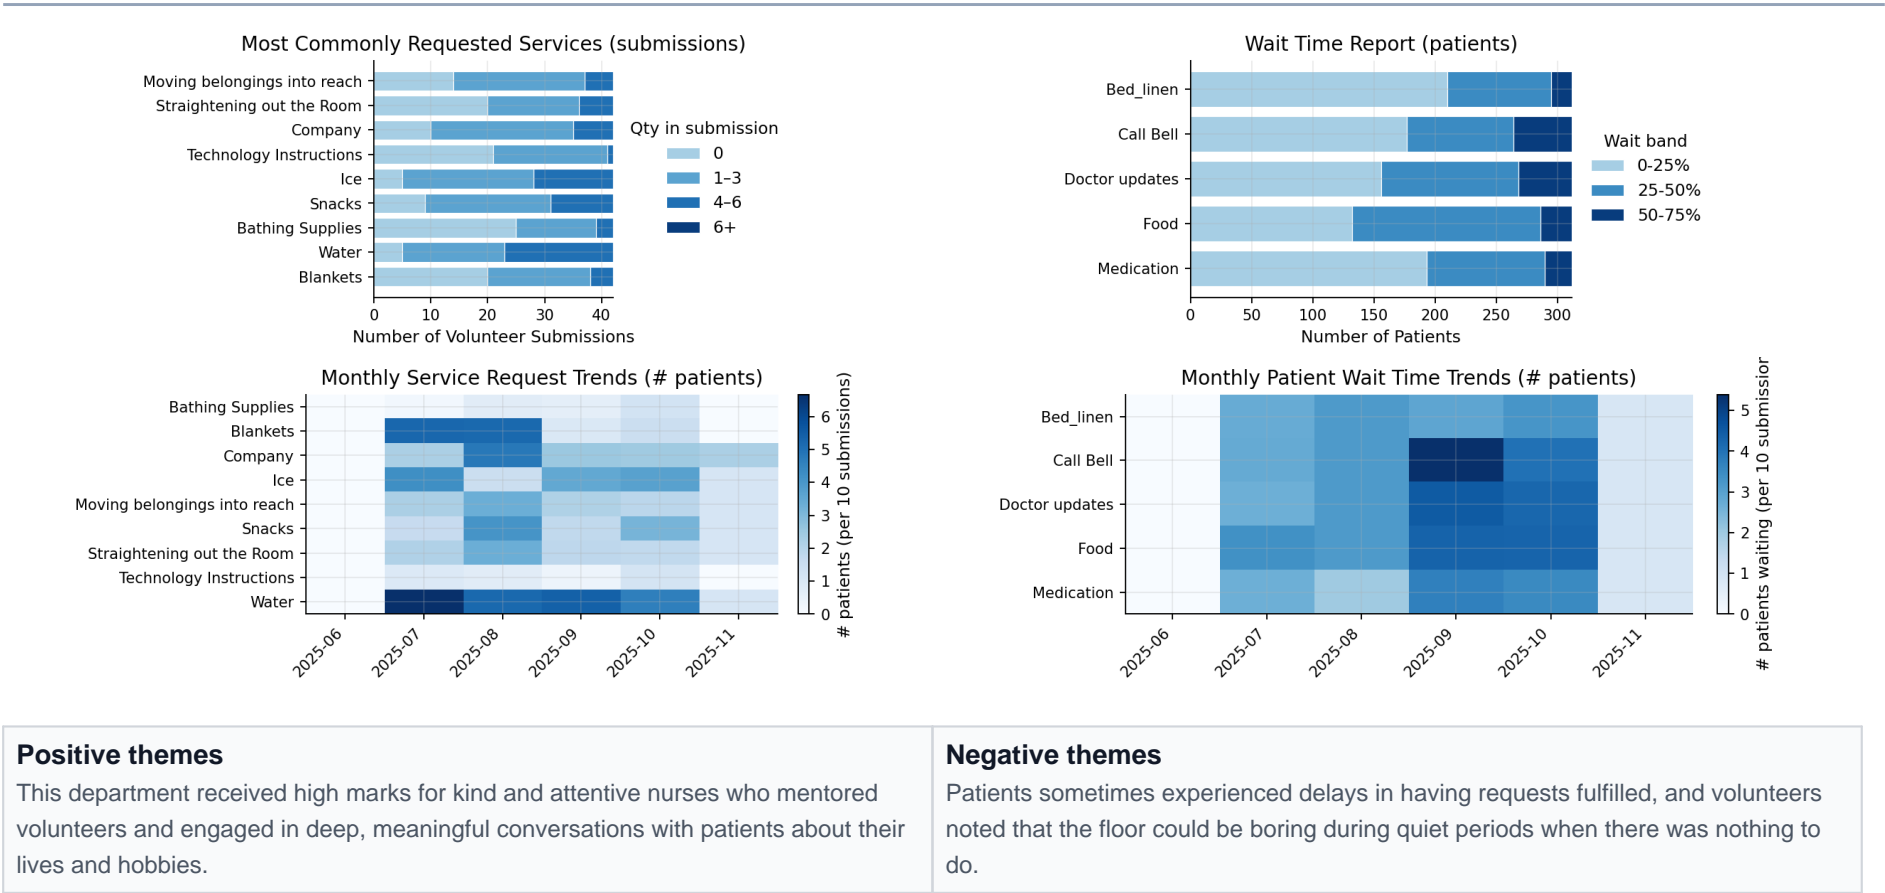 Most Commonly Requested Services (submissions)
Moving belongings into reach
Straightening out the Room
Company
Technology Instructions
Ice
Snacks
Bathing Supplies
Water
Blankets
0 10 20 30 40
Number of Volunteer Submissions
Qty in submission
0
1–3
4–6
6+
Wait Time Report (patients)
Bed_linen
Call Bell
Doctor updates
Food
Medication
0 50 100 150 200 250 300
Number of Patients
Wait band
0-25%
25-50%
50-75%
Monthly Service Request Trends (# patients)
Bathing Supplies
Blankets
Company
Ice
Moving belongings into reach
Snacks
Straightening out the Room
Technology Instructions
Water
2025-06 2025-07 2025-08 2025-09 2025-10 2025-11
6
5
4
3
2
1
0
# patients (per 10 submissions)
Monthly Patient Wait Time Trends (# patients)
Bed_linen
Call Bell
Doctor updates
Food
Medication
2025-06 2025-07 2025-08 2025-09 2025-10 2025-11
5
4
3
2
1
0
# patients waiting (per 10 submission
Positive themes
This department received high marks for kind and attentive nurses who mentored
volunteers and engaged in deep, meaningful conversations with patients about their
lives and hobbies.
Negative themes
Patients sometimes experienced delays in having requests fulfilled, and volunteers
noted that the floor could be boring during quiet periods when there was nothing to
do.